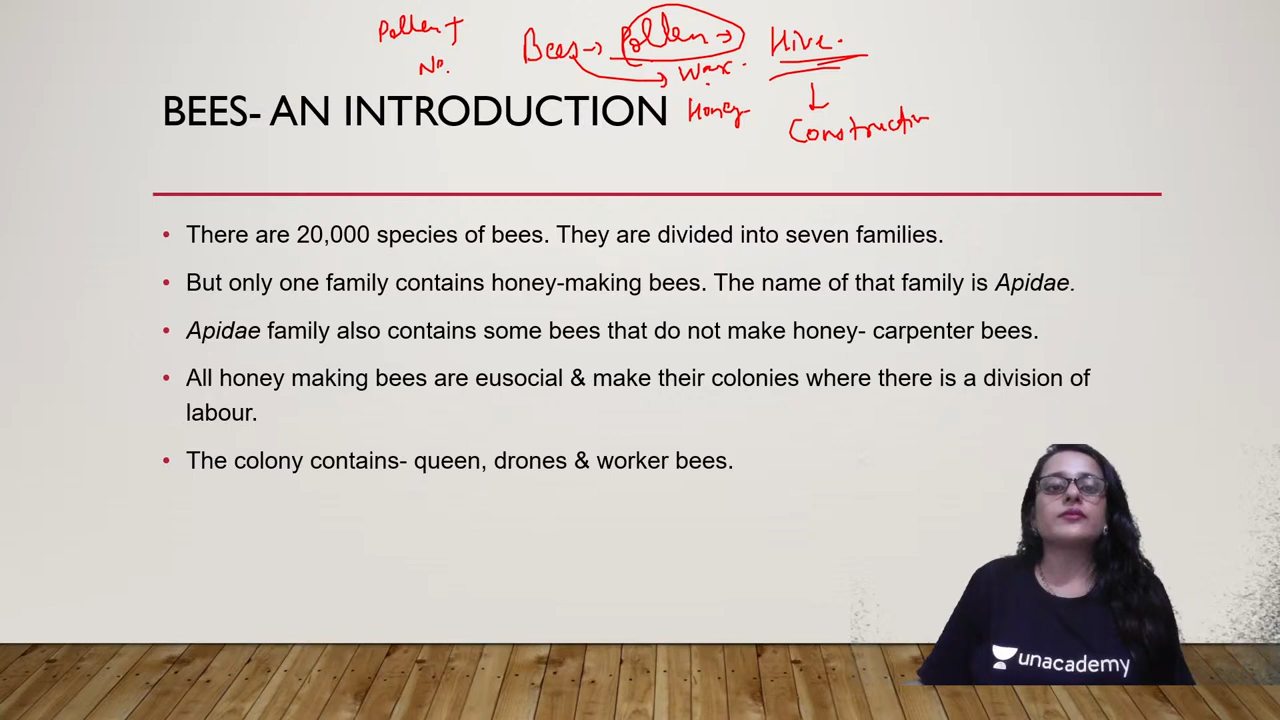 Pollen +
No.
Bees → Pollen → Hive.
Wax.
Honey
Construction
BEES- AN INTRODUCTION
• There are 20,000 species of bees. They are divided into seven families.
• But only one family contains honey-making bees. The name of that family is Apidae.
• Apidae family also contains some bees that do not make honey- carpenter bees.
• All honey making bees are eusocial & make their colonies where there is a division of
labour.
• The colony contains- queen, drones & worker bees.
unacademy